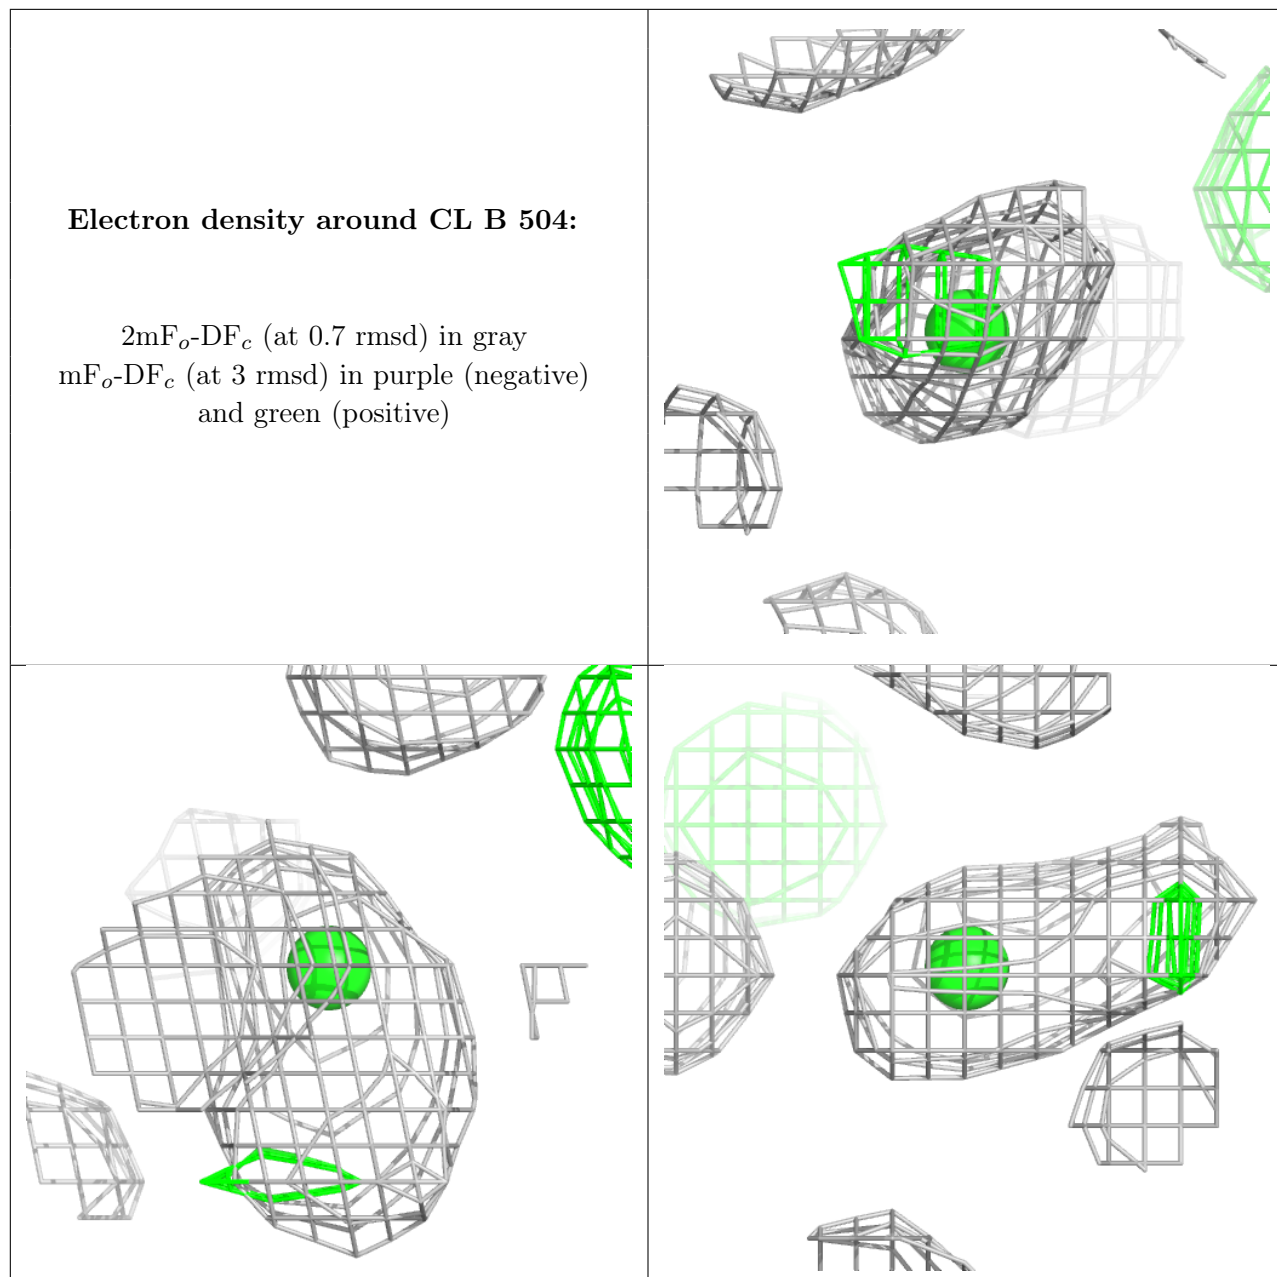 Electron density around CL B 504:
2mFo-DFc (at 0.7 rmsd) in gray
mFo-DFc (at 3 rmsd) in purple (negative)
and green (positive)